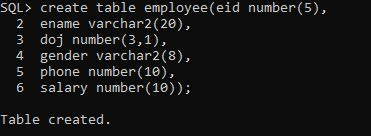 SQL> create table employee(eid number(5),
2 ename varchar2(20),
3 doj number(3,1),
4 gender varchar2(8),
5 phone number(10),
6 salary number(10));
Table created.